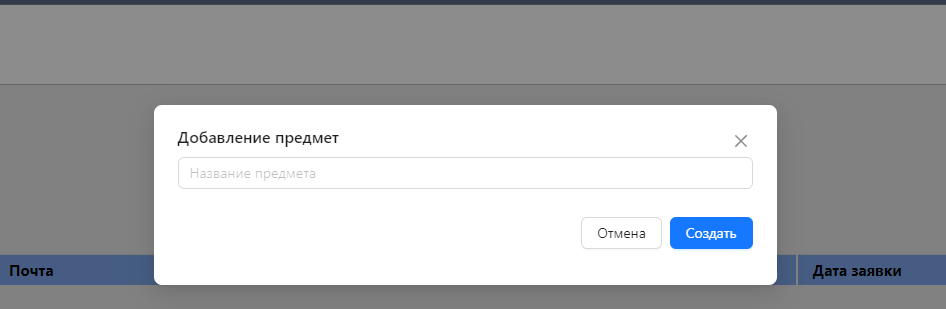 Добавление предмет
Название предмета
Отмена Создать
Почта Дата заявки